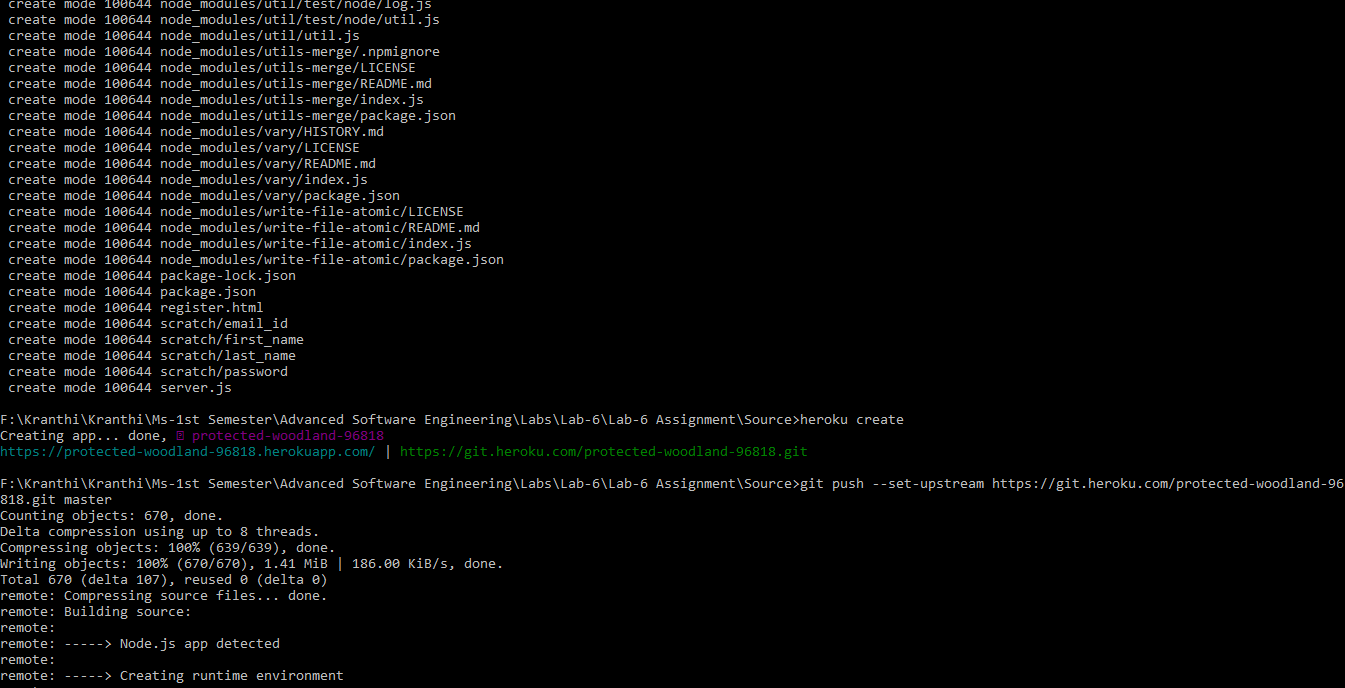 create mode 100644 node_modules/util/test/node/log.js
create mode 100644 node_modules/util/test/node/util.js
create mode 100644 node_modules/util/util.js
create mode 100644 node_modules/utils-merge/.npmignore
create mode 100644 node_modules/utils-merge/LICENSE
create mode 100644 node_modules/utils-merge/README.md
create mode 100644 node_modules/utils-merge/index.js
create mode 100644 node_modules/utils-merge/package.json
create mode 100644 node_modules/vary/HISTORY.md
create mode 100644 node_modules/vary/LICENSE
create mode 100644 node_modules/vary/README.md
create mode 100644 node_modules/vary/index.js
create mode 100644 node_modules/vary/package.json
create mode 100644 node_modules/write-file-atomic/LICENSE
create mode 100644 node_modules/write-file-atomic/README.md
create mode 100644 node_modules/write-file-atomic/index.js
create mode 100644 node_modules/write-file-atomic/package.json
create mode 100644 package-lock.json
create mode 100644 package.json
create mode 100644 register.html
create mode 100644 scratch/email_id
create mode 100644 scratch/first_name
create mode 100644 scratch/last_name
create mode 100644 scratch/password
create mode 100644 server.js
F:\Kranthi\Kranthi\Ms-1st Semester\Advanced Software Engineering\Labs\Lab-6\Lab-6 Assignment\Source>heroku create
Creating app... done, protected-woodland-96818
https://protected-woodland-96818.herokuapp.com/ | https://git.heroku.com/protected-woodland-96818.git
F:\Kranthi\Kranthi\Ms-1st Semester\Advanced Software Engineering\Labs\Lab-6\Lab-6 Assignment\Source>git push --set-upstream https://git.heroku.com/protected-woodland-96
818.git master
Counting objects: 670, done.
Delta compression using up to 8 threads.
Compressing objects: 100% (639/639), done.
Writing objects: 100% (670/670), 1.41 MiB | 186.00 KiB/s, done.
Total 670 (delta 107), reused 0 (delta 0)
remote: Compressing source files... done.
remote: Building source:
remote:
remote: -----> Node.js app detected
remote:
remote: -----> Creating runtime environment